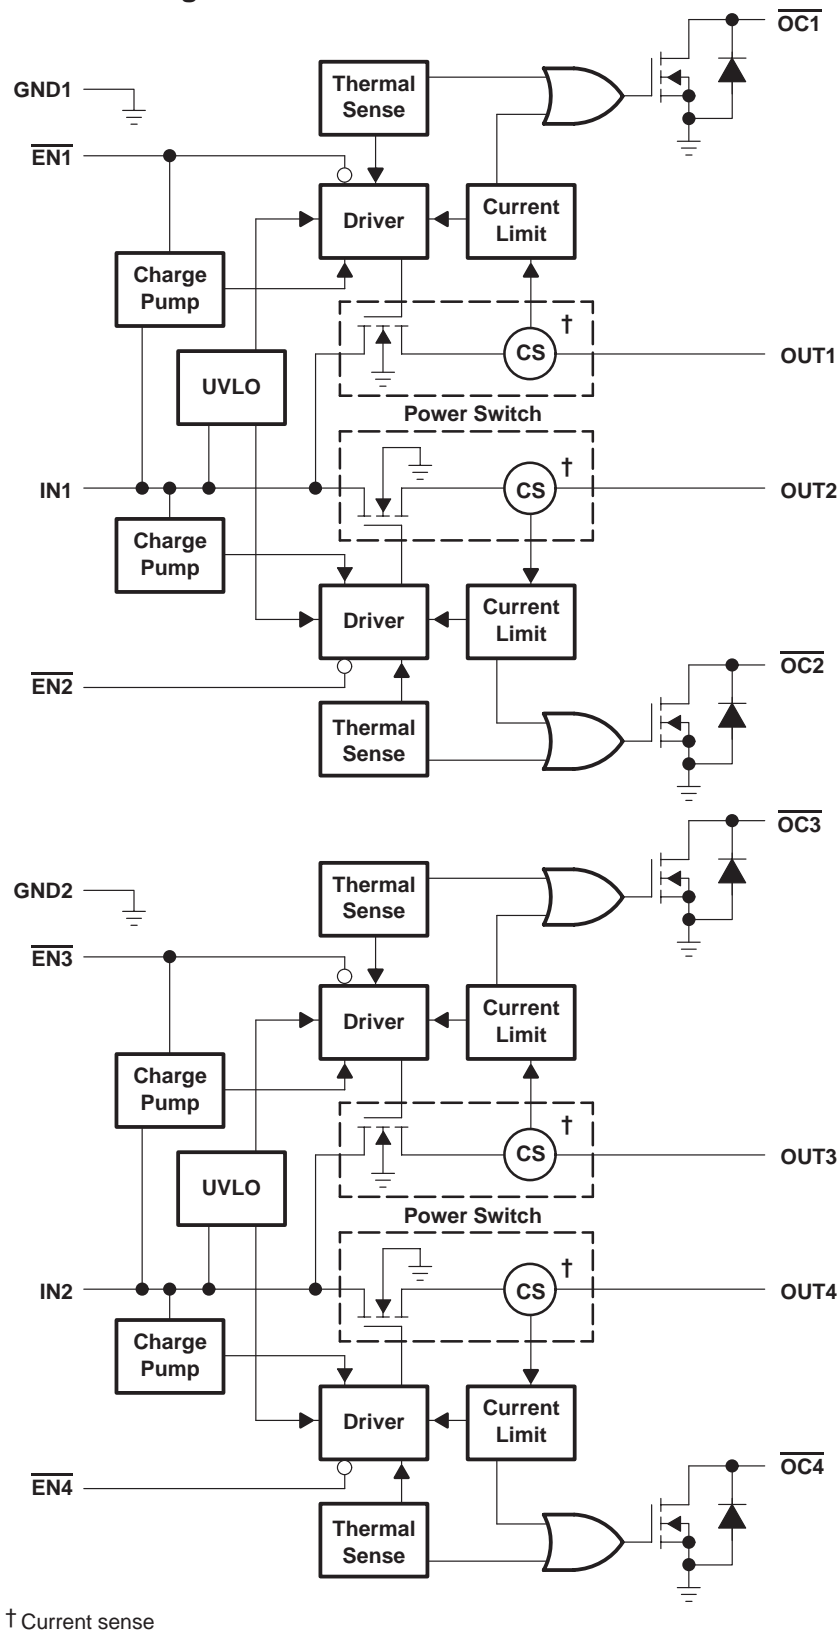 OC1
Thermal
Sense
GND1
EN1
Driver
Current
Limit
Charge
Pump
†
CS
OUT1
UVLO
Power Switch
†
IN1
CS
OUT2
Charge
Pump
Driver
Current
Limit
OC2
EN2
Thermal
Sense
OC3
Thermal
Sense
GND2
EN3
Driver
Current
Limit
Charge
Pump
†
CS
OUT3
UVLO
Power Switch
†
IN2
CS
OUT4
Charge
Pump
Driver
Current
Limit
OC4
EN4
Thermal
Sense
† Current sense